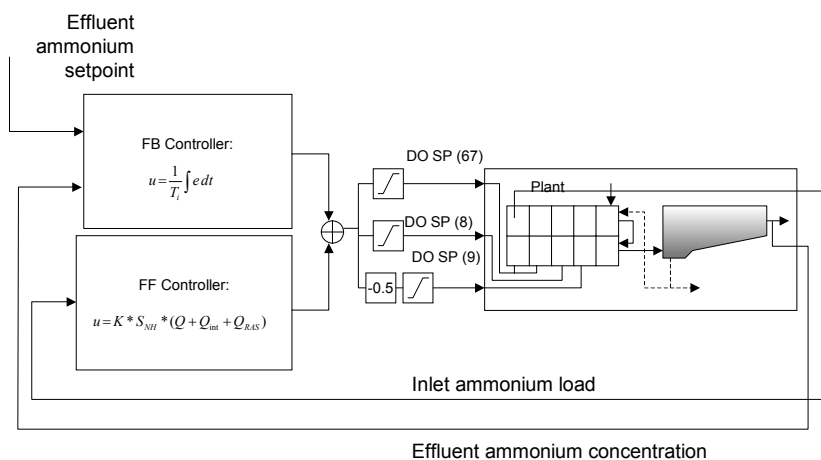 Effluent
ammonium
setpoint
FB Controller:
u = 1/T_i ∫ e dt
DO SP (67)
Plant
DO SP (8)
DO SP (9)
-0.5
FF Controller:
u = K * S_NH * (Q + Q_int + Q_RAS)
Inlet ammonium load
Effluent ammonium concentration